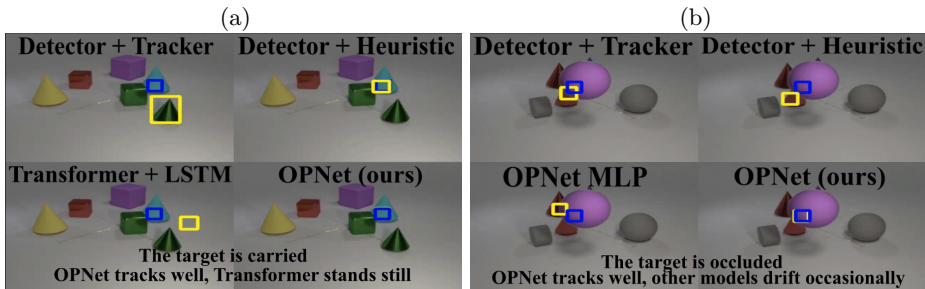 (a)
Detector + Tracker
Detector + Heuristic
Transformer + LSTM
OPNet (ours)
The target is carried
OPNet tracks well, Transformer stands still
(b)
Detector + Tracker
Detector + Heuristic
OPNet MLP
OPNet (ours)
The target is occluded
OPNet tracks well, other models drift occasionally